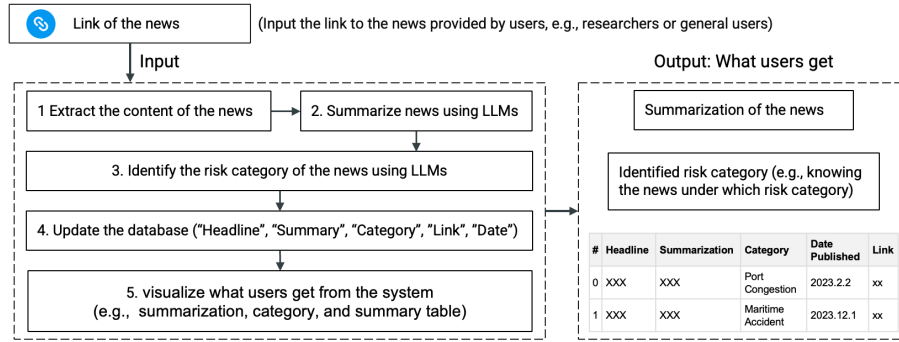 Link of the news
(Input the link to the news provided by users, e.g., researchers or general users)
Input
1 Extract the content of the news
2. Summarize news using LLMs
3. Identify the risk category of the news using LLMs
4. Update the database (“Headline”, “Summary”, “Category”, "Link”, “Date”)
5. visualize what users get from the system
(e.g., summarization, category, and summary table)
Output: What users get
Summarization of the news
Identified risk category (e.g., knowing
the news under which risk category)
# Headline Summarization Category Date Published Link
0 XXX XXX Port Congestion 2023.2.2 xx
1 XXX XXX Maritime Accident 2023.12.1 xx